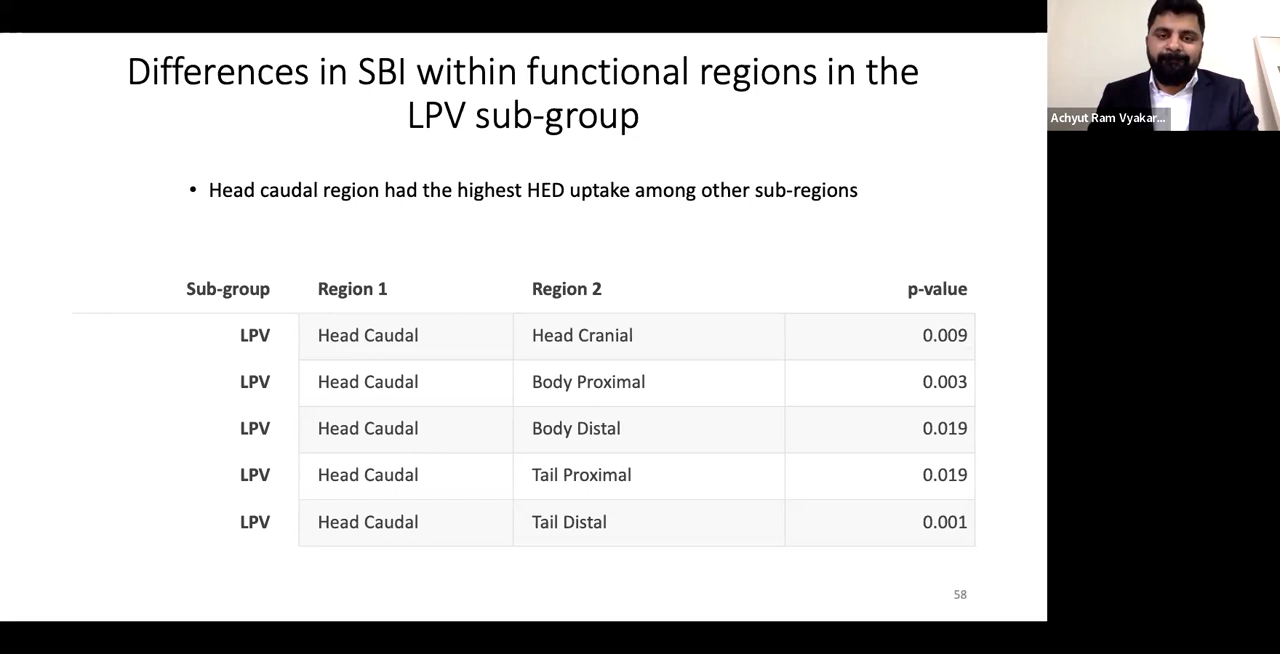 Differences in SBI within functional regions in the
LPV sub-group
• Head caudal region had the highest HED uptake among other sub-regions
Sub-group Region 1 Region 2 p-value
LPV Head Caudal Head Cranial 0.009
LPV Head Caudal Body Proximal 0.003
LPV Head Caudal Body Distal 0.019
LPV Head Caudal Tail Proximal 0.019
LPV Head Caudal Tail Distal 0.001
58
Achyut Ram Vyakar...